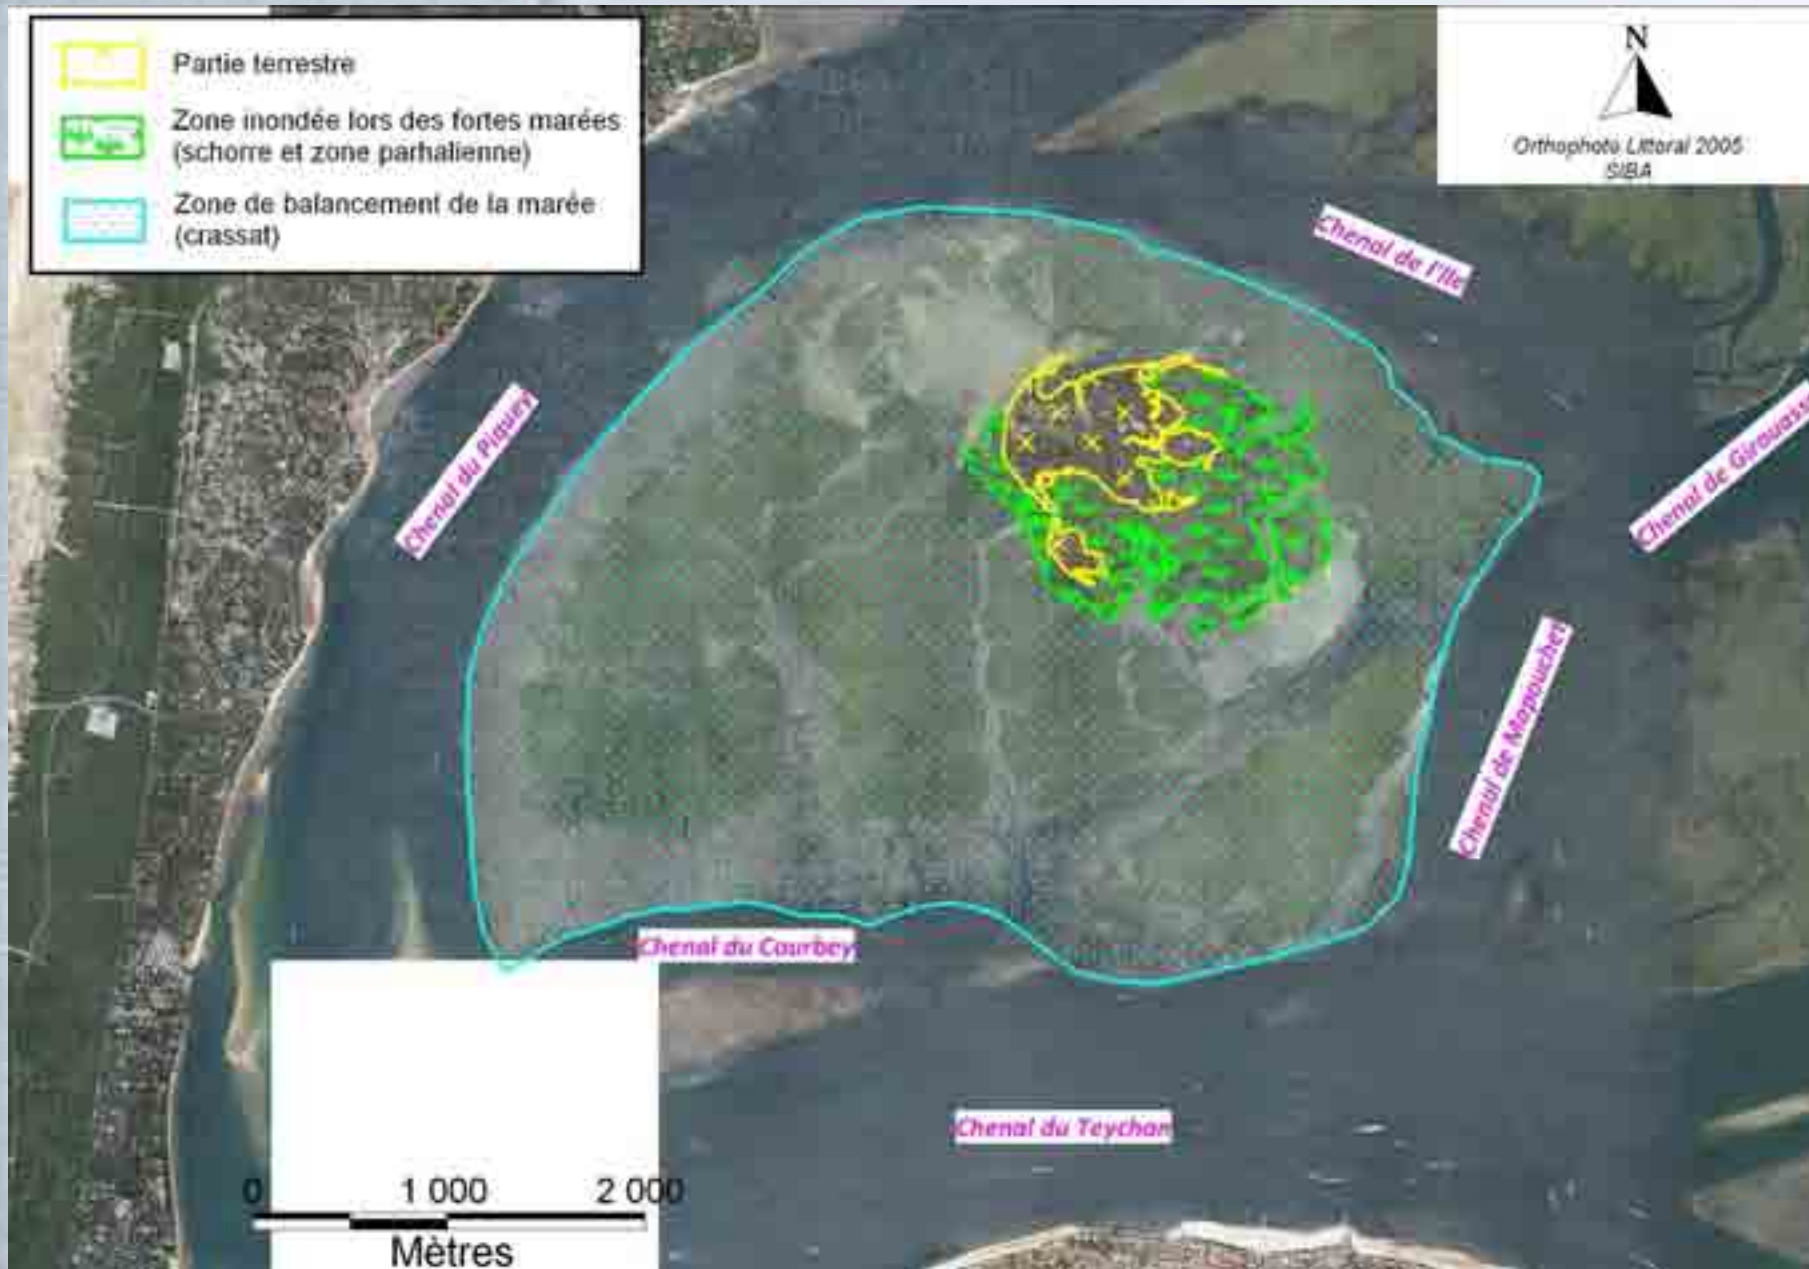 Partie terrestre
Zone inondée lors des fortes marées
(schorre et zone parhalienne)
Zone de balancement de la marée
(crassat)
N
Orthophoto Littoral 2005
SIBA
Chenal de l'Ile
Chenal du Piquey
Chenal de Girouasse
Chenal de Mapouchet
Chenal du Courbey
Chenal du Teychan
0 1 000 2 000
Mètres